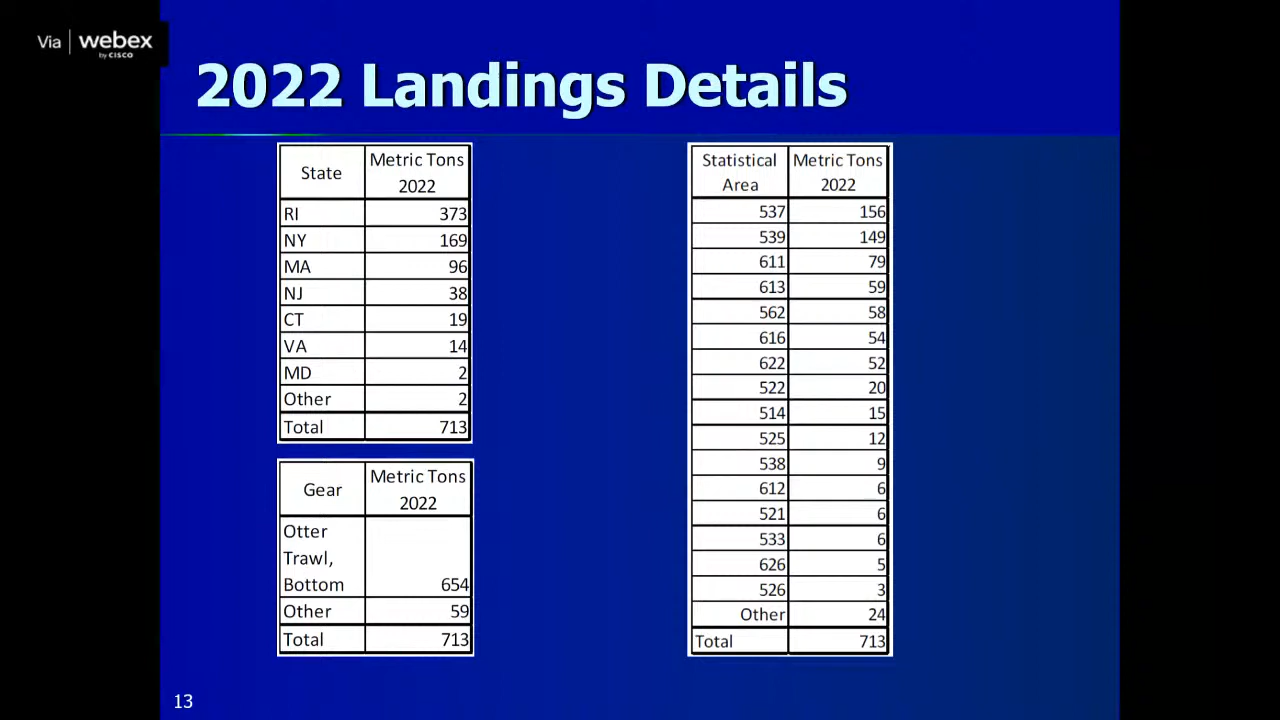 Via | webex
by CISCO
2022 Landings Details
State Metric Tons 2022
RI 373
NY 169
MA 96
NJ 38
CT 19
VA 14
MD 2
Other 2
Total 713
Gear Metric Tons 2022
Otter Trawl, Bottom 654
Other 59
Total 713
Statistical Area Metric Tons 2022
537 156
539 149
611 79
613 59
562 58
616 54
622 52
522 20
514 15
525 12
538 9
612 6
521 6
533 6
626 5
526 3
Other 24
Total 713
13